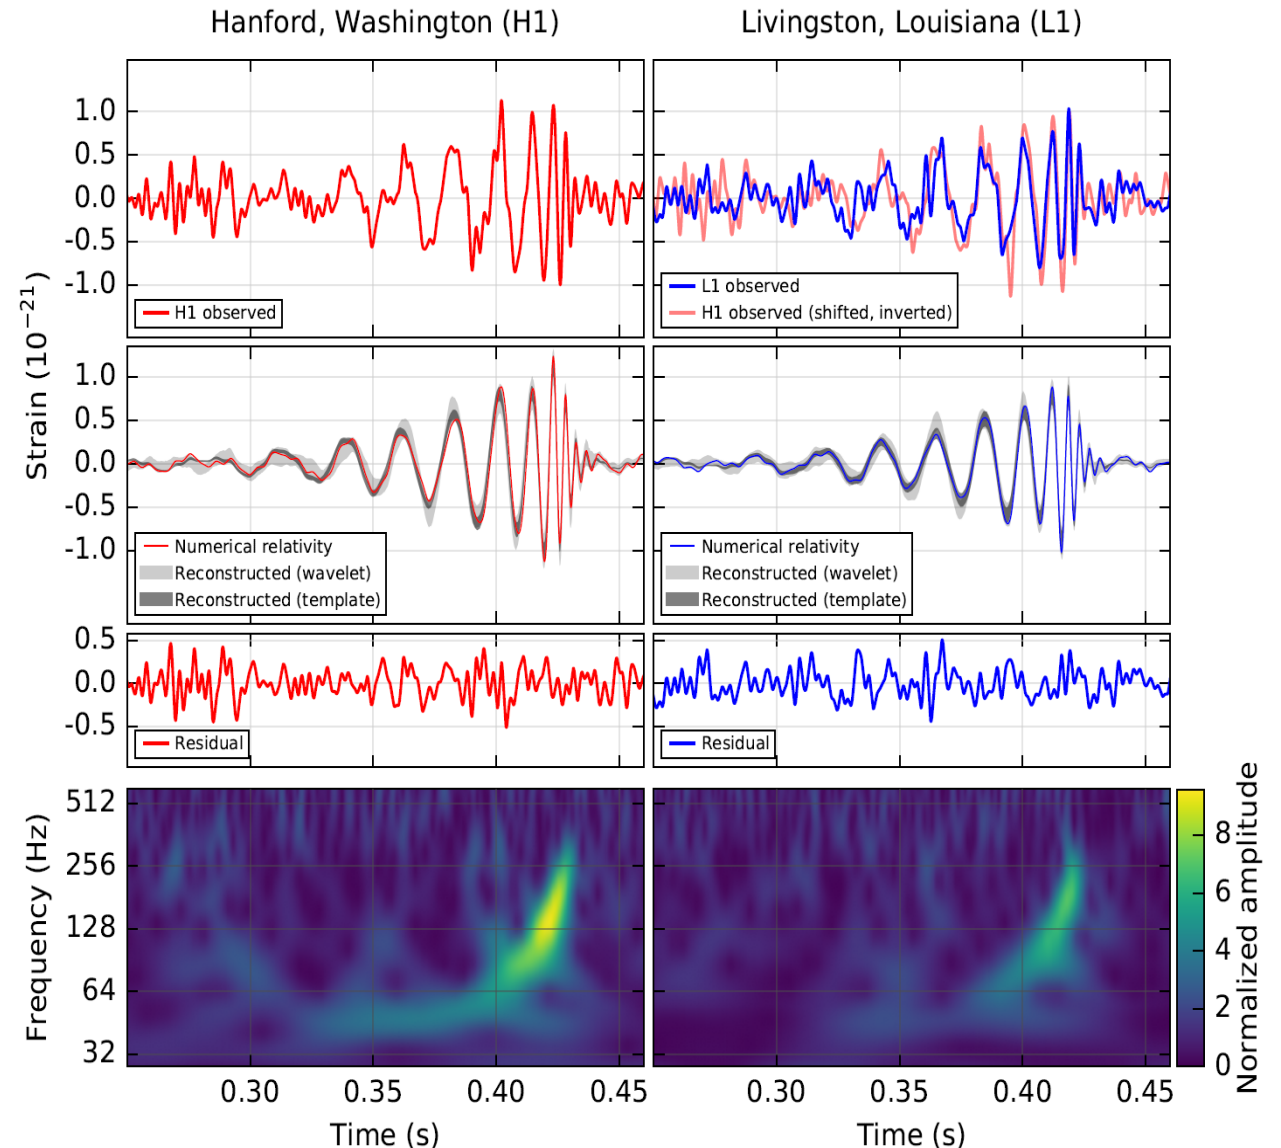 Hanford, Washington (H1)
Livingston, Louisiana (L1)
Strain (10⁻²¹)
1.0
0.5
0.0
-0.5
-1.0
H1 observed
L1 observed
H1 observed (shifted, inverted)
1.0
0.5
0.0
-0.5
-1.0
Numerical relativity
Reconstructed (wavelet)
Reconstructed (template)
Numerical relativity
Reconstructed (wavelet)
Reconstructed (template)
0.5
0.0
-0.5
Residual
Residual
Frequency (Hz)
512
256
128
64
32
Normalized amplitude
8
6
4
2
0
0.30 0.35 0.40 0.45
0.30 0.35 0.40 0.45
Time (s)
Time (s)